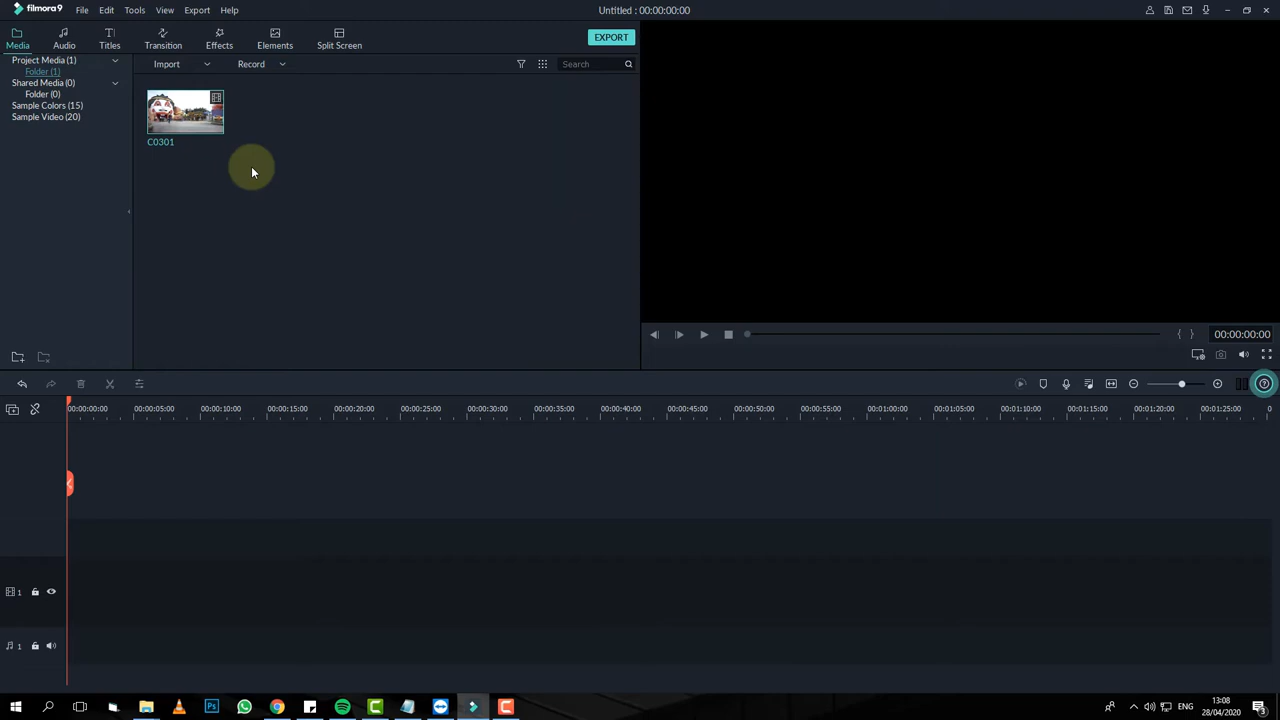 filmora9 File Edit Tools View Export Help Untitled : 00:00:00:00
Media Audio Titles Transition Effects Elements Split Screen EXPORT
Project Media (1)
Folder (1)
Shared Media (0)
Folder (0)
Sample Colors (15)
Sample Video (20)
Import Record Search
C0301
{ } 00:00:00:00
00:00:00:00 00:00:05:00 00:00:10:00 00:00:15:00 00:00:20:00 00:00:25:00 00:00:30:00 00:00:35:00 00:00:40:00 00:00:45:00 00:00:50:00 00:00:55:00 00:01:00:00 00:01:05:00 00:01:10:00 00:01:15:00 00:01:20:00 00:01:25:00 0
1
1
Ps ENG 13:08
28/04/2020 3